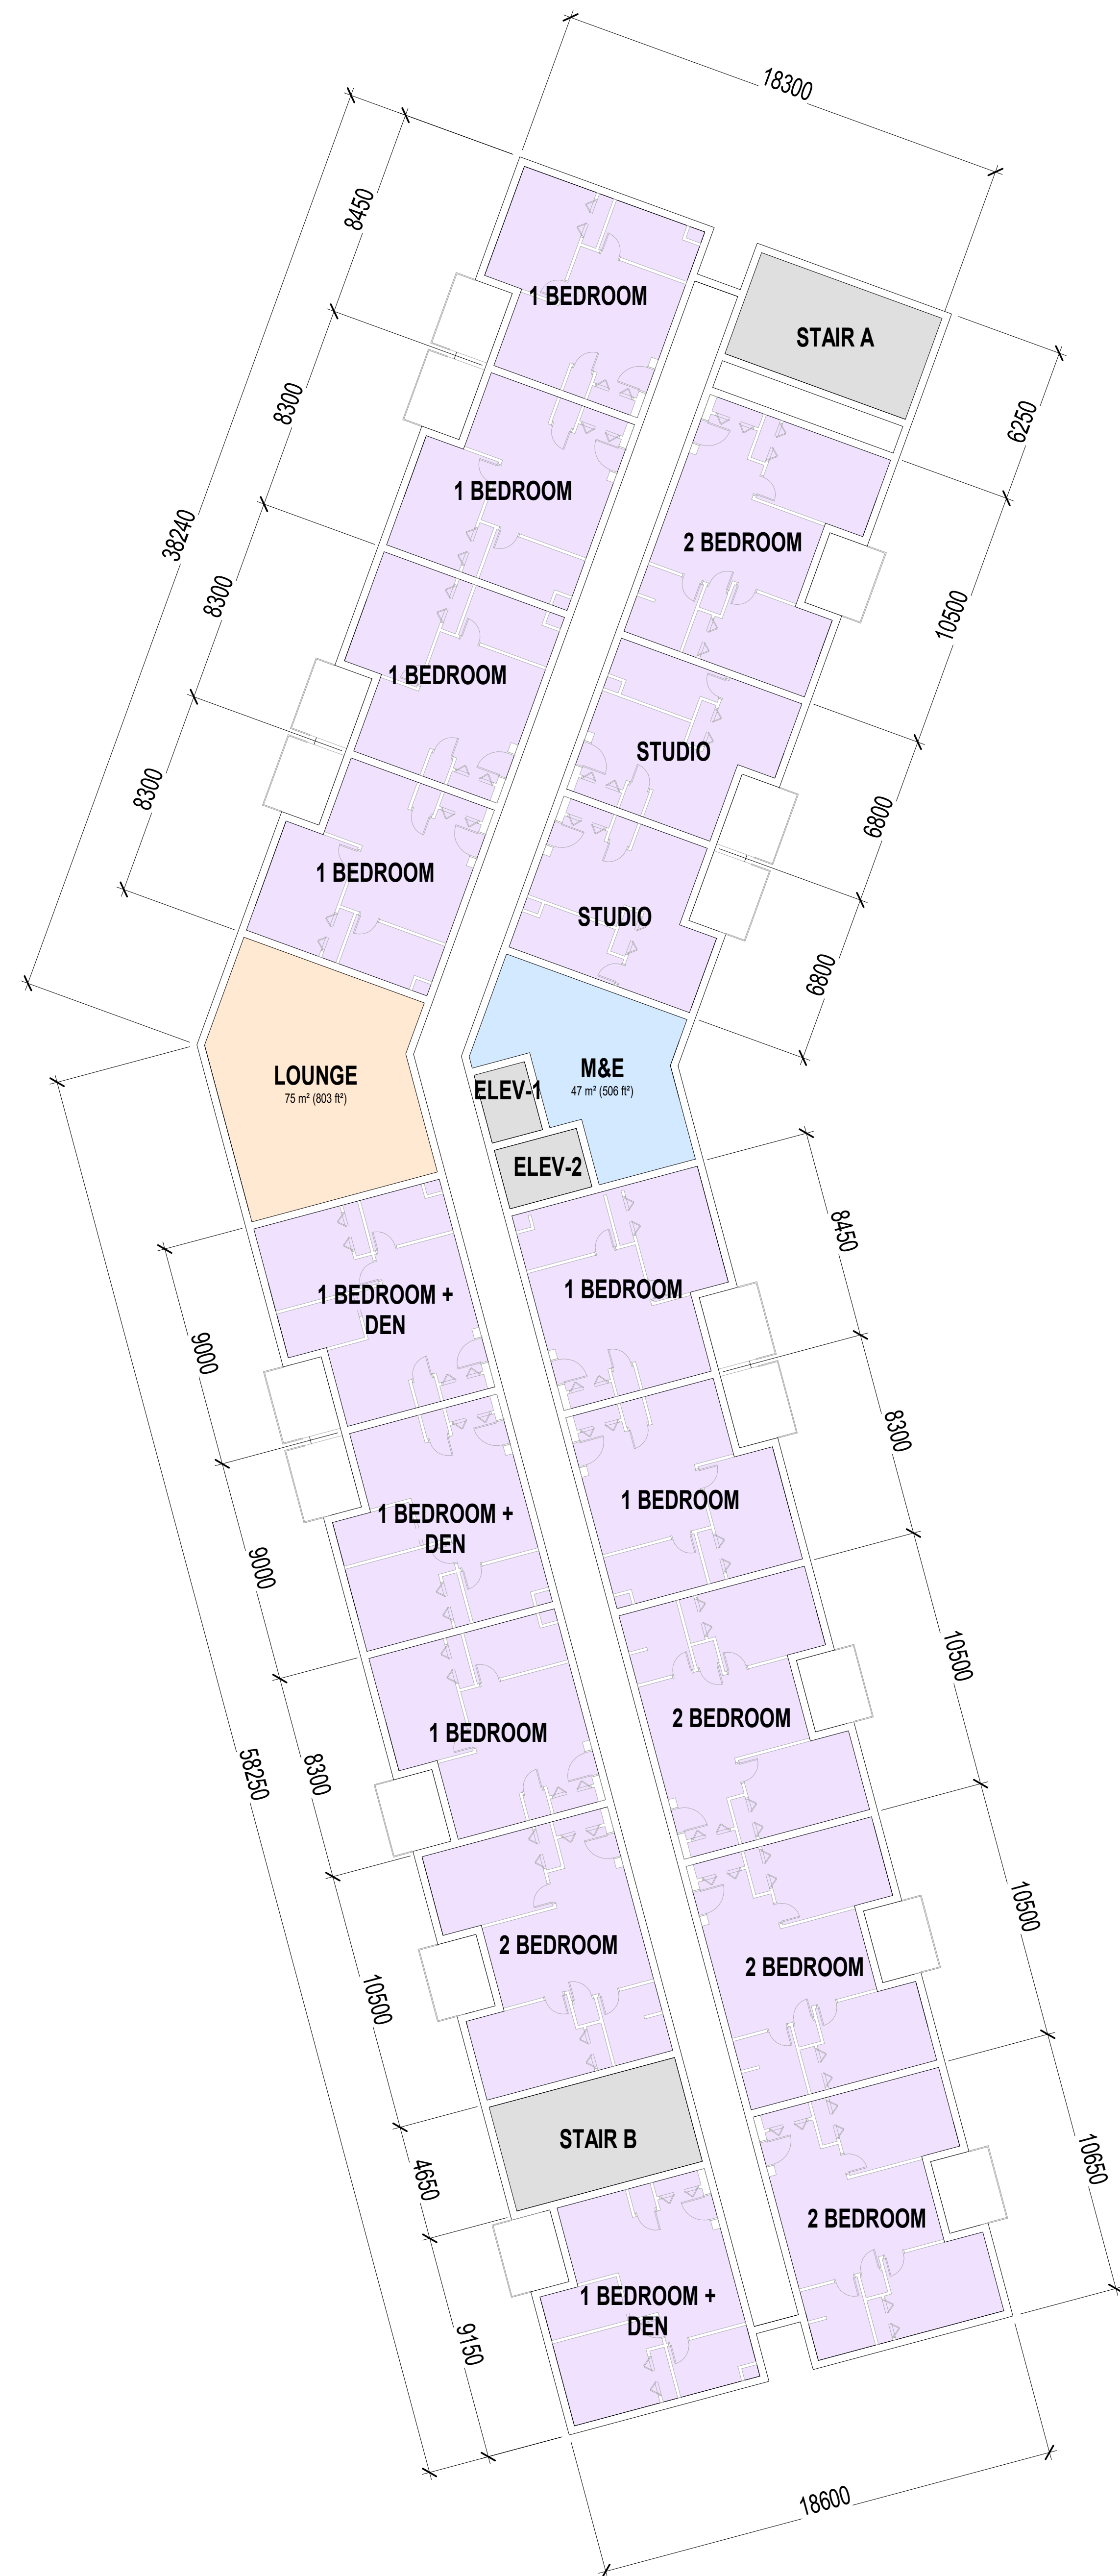 18300
8450
1 BEDROOM
STAIR A
8300
6250
1 BEDROOM
38240
2 BEDROOM
8300
10500
1 BEDROOM
STUDIO
8300
6800
1 BEDROOM
STUDIO
6800
LOUNGE
75 m² (803 ft²)
M&E
47 m² (506 ft²)
ELEV-1
ELEV-2
8450
1 BEDROOM
1 BEDROOM +
DEN
9000
8300
1 BEDROOM
1 BEDROOM +
DEN
9000
10500
2 BEDROOM
1 BEDROOM
8300
58250
10500
2 BEDROOM
2 BEDROOM
10500
STAIR B
4650
10650
2 BEDROOM
1 BEDROOM +
DEN
9150
18600